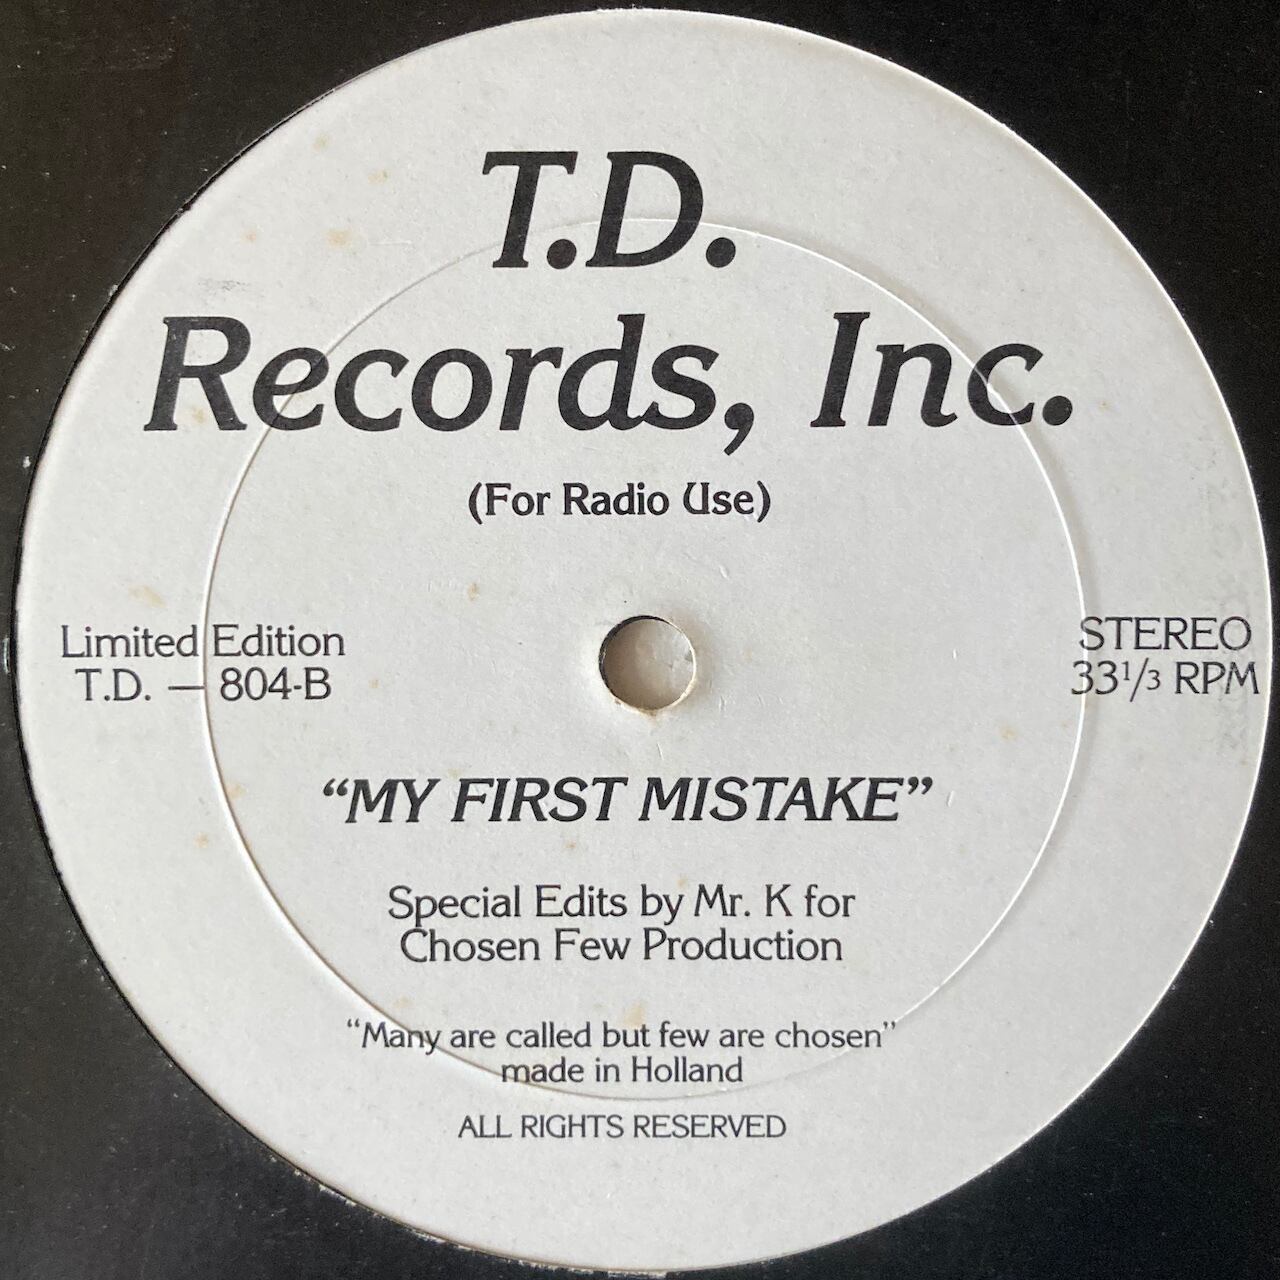 T.D.
Records, Inc.
(For Radio Use)
Limited Edition
T.D. — 804-B
STEREO
33 1/3 RPM
“MY FIRST MISTAKE”
Special Edits by Mr. K for
Chosen Few Production
“Many are called but few are chosen”
made in Holland
ALL RIGHTS RESERVED